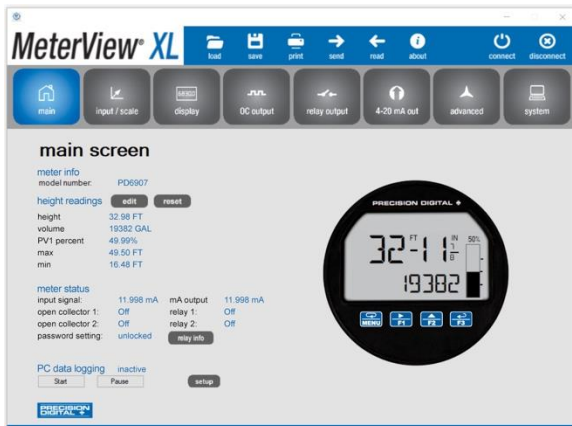 MeterView® XL
load save print send read about connect disconnect
main input / scale display OC output relay output 4-20 mA out advanced system
main screen
meter info
model number: PD6907
height readings edit reset
height 32.98 FT
volume 19382 GAL
PV1 percent 49.99%
max 49.50 FT
min 16.48 FT
meter status
input signal: 11.998 mA mA output 11.998 mA
open collector 1: Off relay 1: Off
open collector 2: Off relay 2: Off
password setting: unlocked relay info
PC data logging inactive
Start Pause setup
PRECISION
DIGITAL
PRECISION DIGITAL
32 FT - 11 7/8 IN 50%
19382
MENU F1 F2 F3